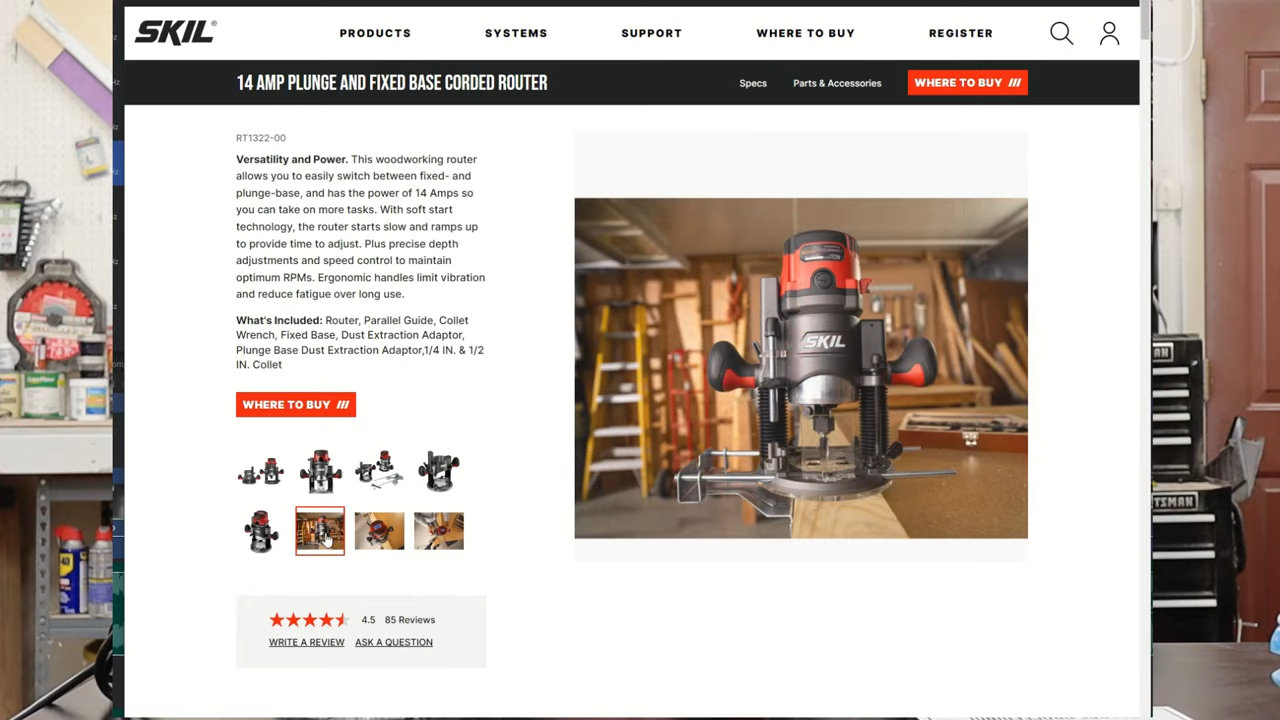 SKIL®
PRODUCTS
SYSTEMS
SUPPORT
WHERE TO BUY
REGISTER
14 AMP PLUNGE AND FIXED BASE CORDED ROUTER
Specs
Parts & Accessories
WHERE TO BUY
RT1322-00
Versatility and Power. This woodworking router
allows you to easily switch between fixed- and
plunge-base, and has the power of 14 Amps so
you can take on more tasks. With soft start
technology, the router starts slow and ramps up
to provide time to adjust. Plus precise depth
adjustments and speed control to maintain
optimum RPMs. Ergonomic handles limit vibration
and reduce fatigue over long use.
What's Included: Router, Parallel Guide, Collet
Wrench, Fixed Base, Dust Extraction Adaptor,
Plunge Base Dust Extraction Adaptor,1/4 IN. & 1/2
IN. Collet
WHERE TO BUY
SKIL
4.5
85 Reviews
WRITE A REVIEW
ASK A QUESTION